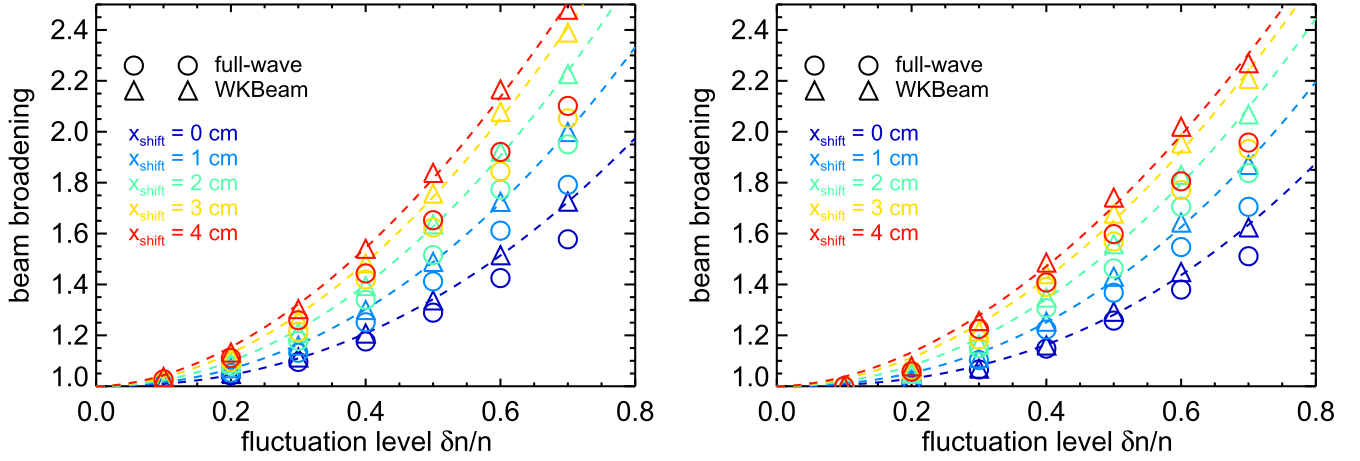 2.4
2.2
2.0
1.8
1.6
1.4
1.2
1.0
beam broadening
full-wave
WKBeam
xshift = 0 cm
xshift = 1 cm
xshift = 2 cm
xshift = 3 cm
xshift = 4 cm
0.0 0.2 0.4 0.6 0.8
fluctuation level δn/n
2.4
2.2
2.0
1.8
1.6
1.4
1.2
1.0
beam broadening
full-wave
WKBeam
xshift = 0 cm
xshift = 1 cm
xshift = 2 cm
xshift = 3 cm
xshift = 4 cm
0.0 0.2 0.4 0.6 0.8
fluctuation level δn/n